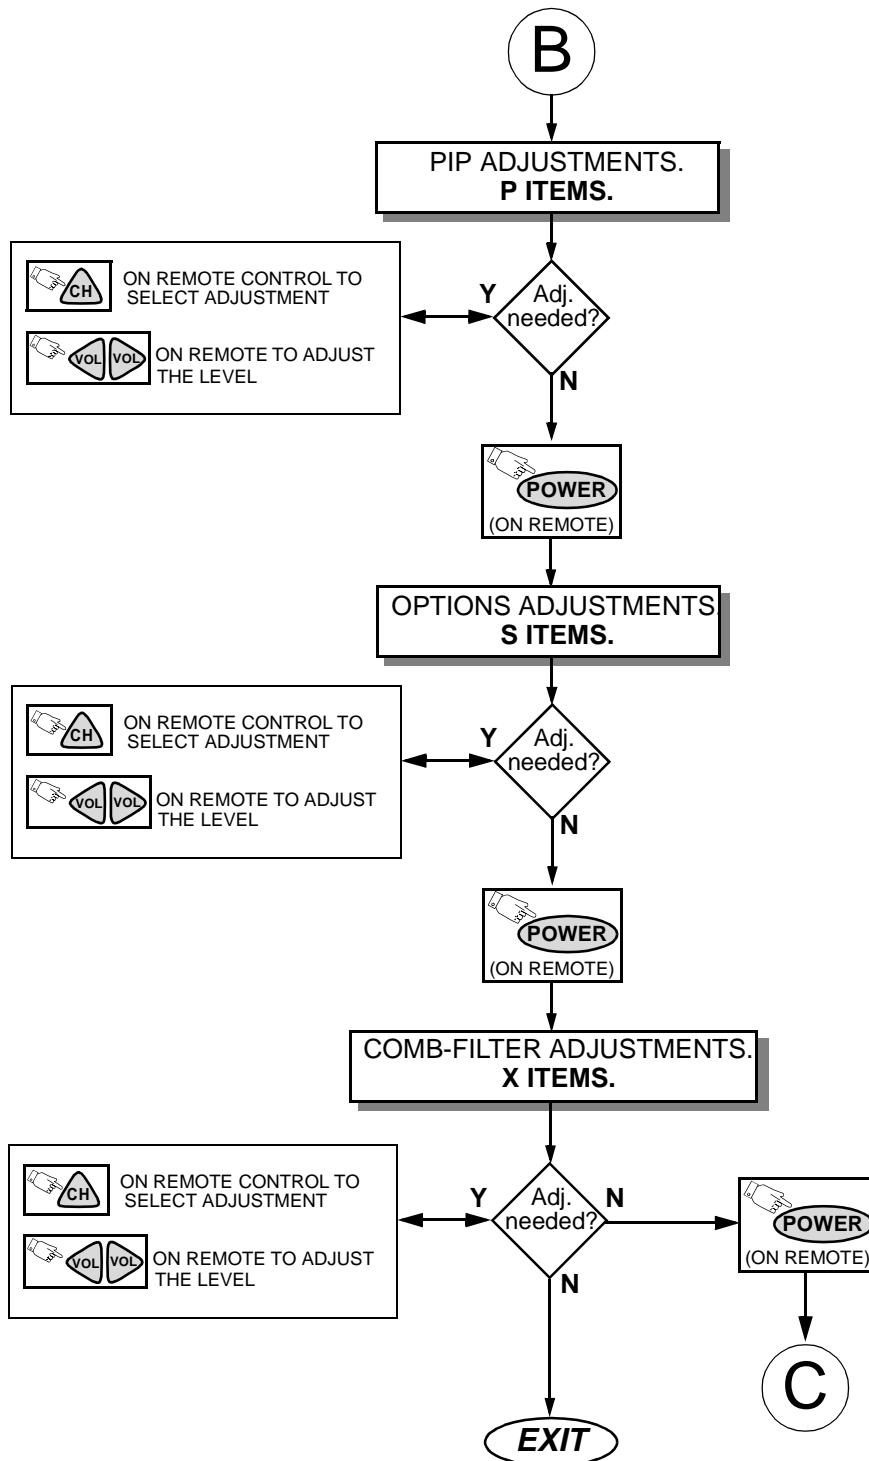 B
PIP ADJUSTMENTS.
P ITEMS.
CH
ON REMOTE CONTROL TO
SELECT ADJUSTMENT
VOL VOL
ON REMOTE TO ADJUST
THE LEVEL
Y
Adj.
needed?
N
POWER
(ON REMOTE)
OPTIONS ADJUSTMENTS.
S ITEMS.
CH
ON REMOTE CONTROL TO
SELECT ADJUSTMENT
VOL VOL
ON REMOTE TO ADJUST
THE LEVEL
Y
Adj.
needed?
N
POWER
(ON REMOTE)
COMB-FILTER ADJUSTMENTS.
X ITEMS.
CH
ON REMOTE CONTROL TO
SELECT ADJUSTMENT
VOL VOL
ON REMOTE TO ADJUST
THE LEVEL
Y
Adj.
needed?
N
N
POWER
(ON REMOTE)
C
EXIT